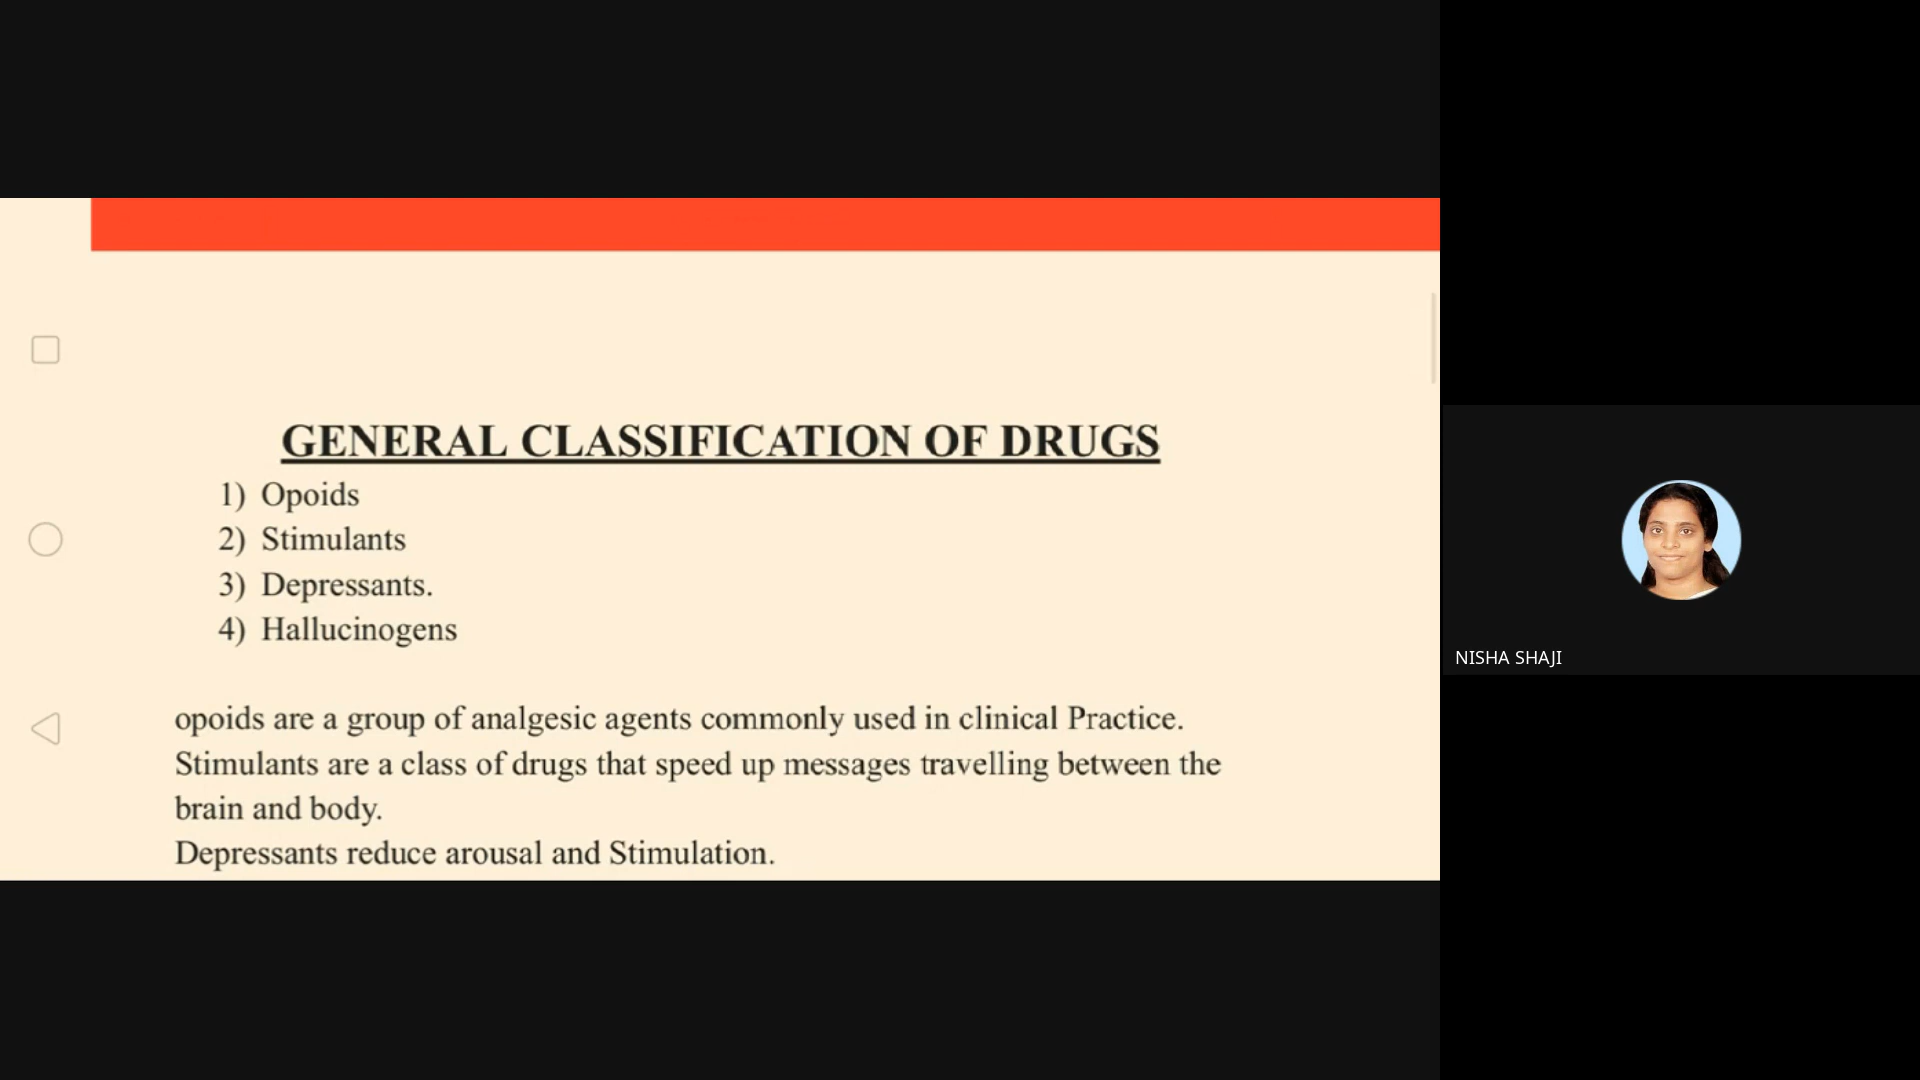 GENERAL CLASSIFICATION OF DRUGS
1) Opoids
2) Stimulants
3) Depressants.
4) Hallucinogens
opoids are a group of analgesic agents commonly used in clinical Practice.
Stimulants are a class of drugs that speed up messages travelling between the
brain and body.
Depressants reduce arousal and Stimulation.
NISHA SHAJI